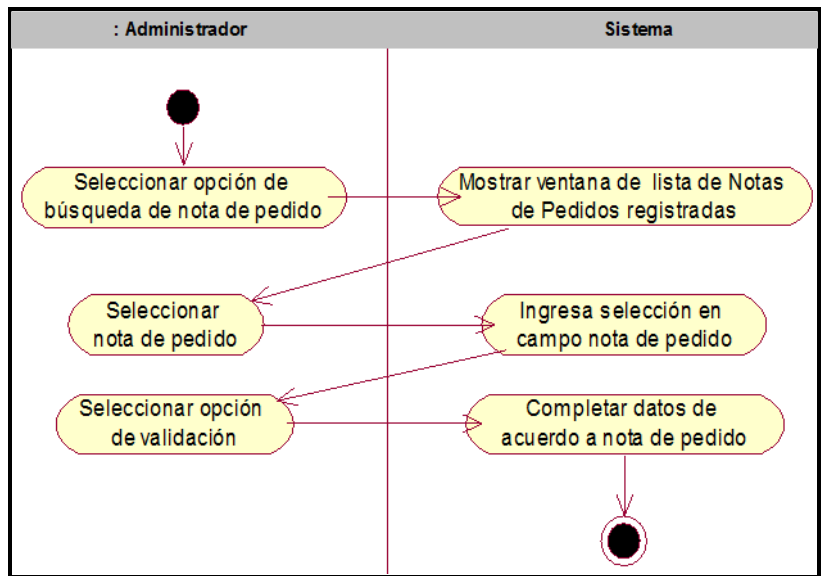 : Administrador
Sistema
Seleccionar opción de
búsqueda de nota de pedido
Mostrar ventana de lista de Notas
de Pedidos registradas
Seleccionar
nota de pedido
Ingresa selección en
campo nota de pedido
Seleccionar opción
de validación
Completar datos de
acuerdo a nota de pedido